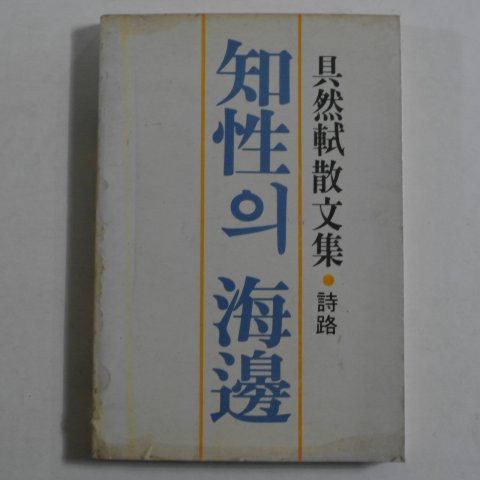 具然軾散文集•詩路
知性의 海邊